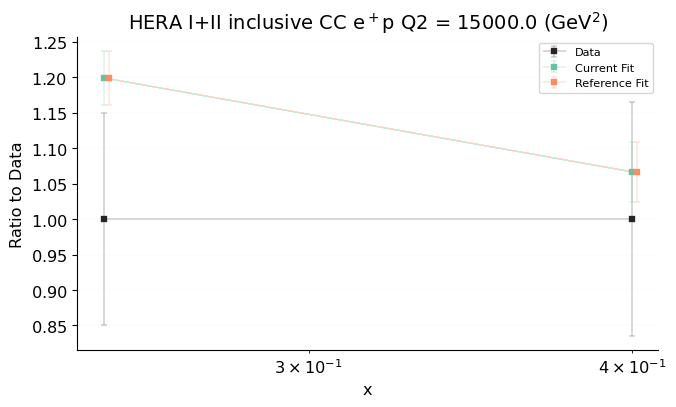 HERA I+II inclusive CC e⁺p Q2 = 15000.0 (GeV²)
Data
Current Fit
Reference Fit
Ratio to Data
1.25
1.20
1.15
1.10
1.05
1.00
0.95
0.90
0.85
3 × 10⁻¹
4 × 10⁻¹
x